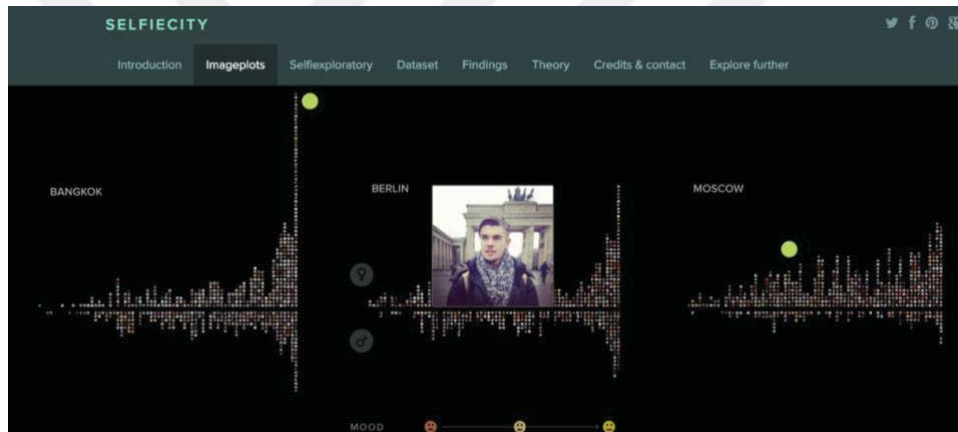 SELFIECITY
Introduction Imageplots Selfiexploratory Dataset Findings Theory Credits & contact Explore further
BANGKOK BERLIN MOSCOW
MOOD